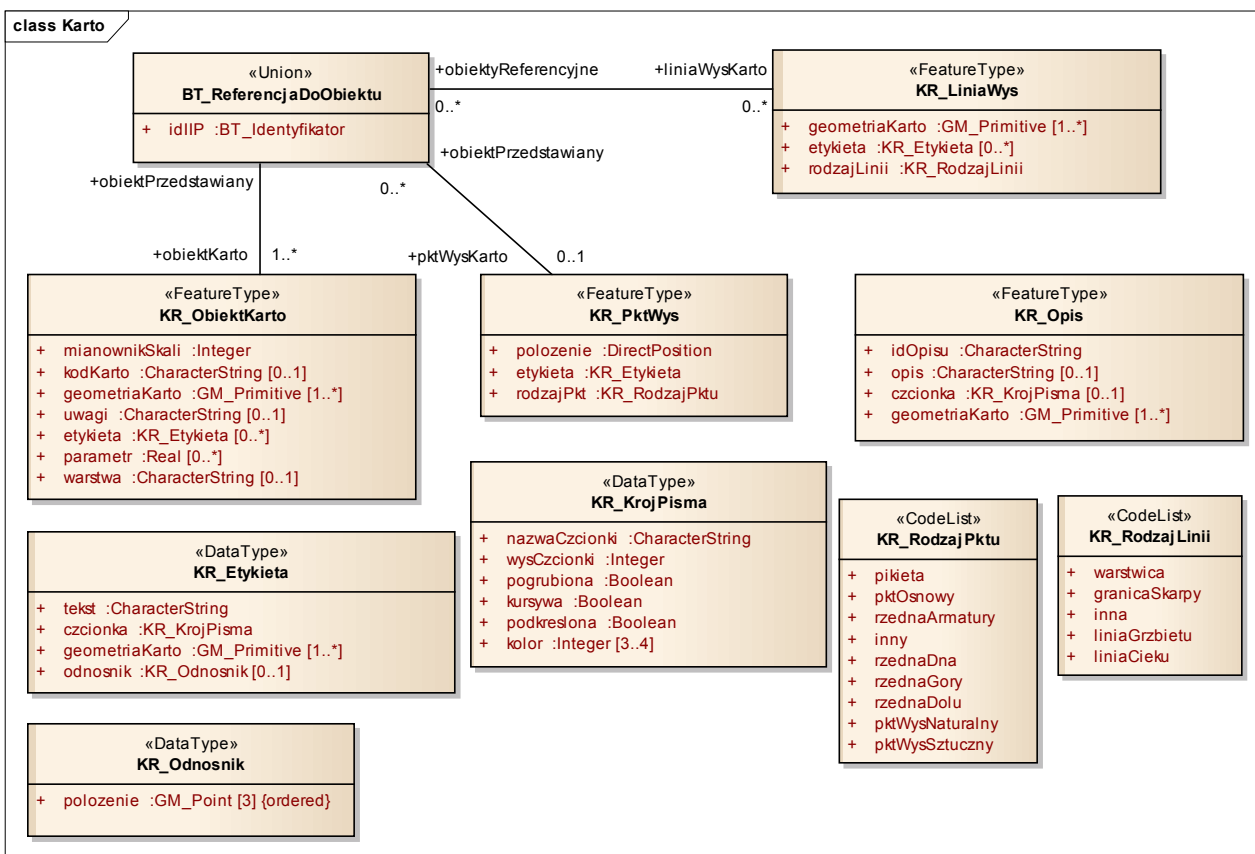 class Karto
«Union»
BT_ReferencjaDoObiektu
+ idIIP :BT_Identyfikator
+obiektyReferencyjne
0..*
+liniaWysKarto
0..*
«FeatureType»
KR_LiniaWys
+ geometriaKarto :GM_Primitive [1..*]
+ etykieta :KR_Etykieta [0..*]
+ rodzajLinii :KR_RodzajLinii
+obiektPrzedstawiany
+obiektKarto
1..*
+obiektPrzedstawiany
0..*
+pktWysKarto
0..1
«FeatureType»
KR_ObiektKarto
+ mianownikSkali :Integer
+ kodKarto :CharacterString [0..1]
+ geometriaKarto :GM_Primitive [1..*]
+ uwagi :CharacterString [0..1]
+ etykieta :KR_Etykieta [0..*]
+ parametr :Real [0..*]
+ warstwa :CharacterString [0..1]
«FeatureType»
KR_PktWys
+ polozenie :DirectPosition
+ etykieta :KR_Etykieta
+ rodzajPkt :KR_RodzajPktu
«FeatureType»
KR_Opis
+ idOpisu :CharacterString
+ opis :CharacterString [0..1]
+ czcionka :KR_KrojPisma [0..1]
+ geometriaKarto :GM_Primitive [1..*]
«DataType»
KR_KrojPisma
+ nazwaCzcionki :CharacterString
+ wysCzcionki :Integer
+ pogrubiona :Boolean
+ kursywa :Boolean
+ podkreslona :Boolean
+ kolor :Integer [3..4]
«CodeList»
KR_RodzajPktu
+ pikieta
+ pktOsnowy
+ rzednaArmatury
+ inny
+ rzednaDna
+ rzednaGory
+ rzednaDolu
+ pktWysNaturalny
+ pktWysSztuczny
«CodeList»
KR_RodzajLinii
+ warstwica
+ granicaSkarpy
+ inna
+ liniaGrzbietu
+ liniaCieku
«DataType»
KR_Etykieta
+ tekst :CharacterString
+ czcionka :KR_KrojPisma
+ geometriaKarto :GM_Primitive [1..*]
+ odnosnik :KR_Odnosnik [0..1]
«DataType»
KR_Odnosnik
+ polozenie :GM_Point [3] {ordered}